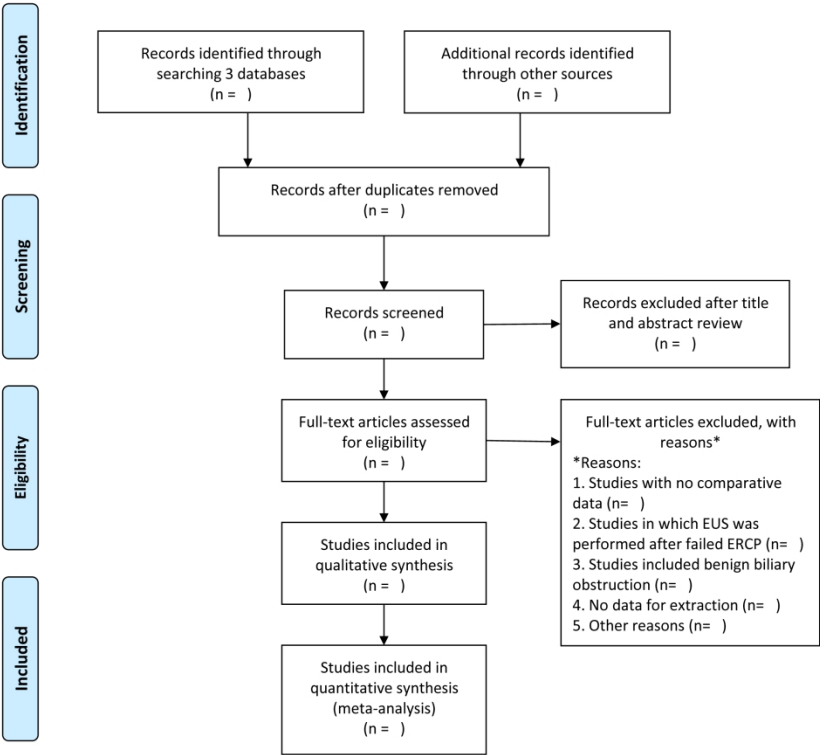 Identification
Records identified through
searching 3 databases
(n =   )
Additional records identified
through other sources
(n =   )
Records after duplicates removed
(n =   )
Screening
Records screened
(n =   )
Records excluded after title
and abstract review
(n =   )
Eligibility
Full-text articles assessed
for eligibility
(n =   )
Full-text articles excluded, with
reasons*
*Reasons:
1. Studies with no comparative
data (n=   )
2. Studies in which EUS was
performed after failed ERCP (n=   )
3. Studies included benign biliary
obstruction (n=   )
4. No data for extraction (n=   )
5. Other reasons (n=   )
Studies included in
qualitative synthesis
(n =   )
Included
Studies included in
quantitative synthesis
(meta-analysis)
(n =   )